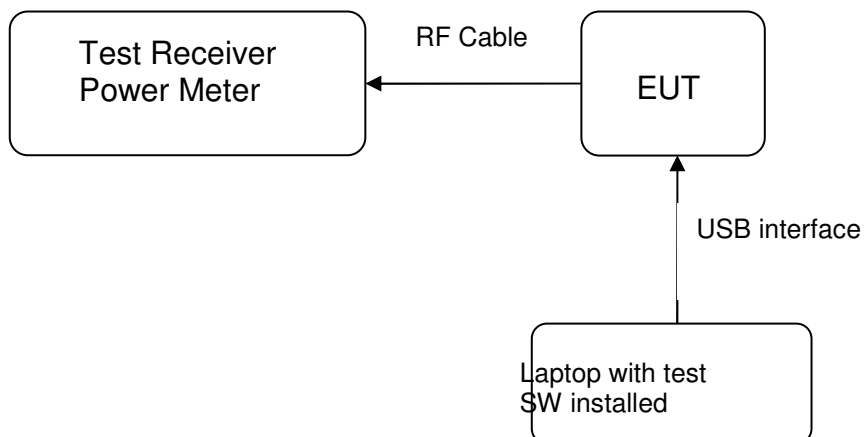 Test Receiver
Power Meter
RF Cable
EUT
USB interface
Laptop with test
SW installed